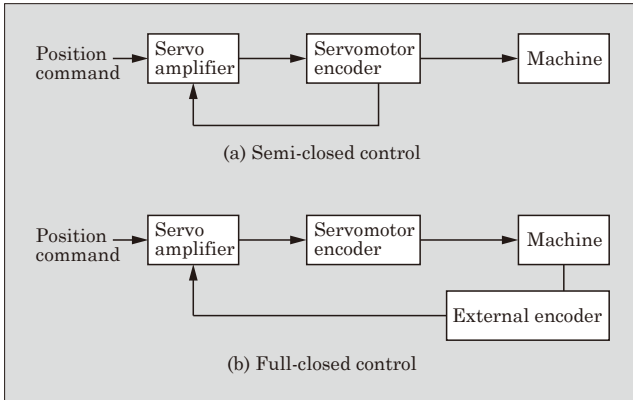 Position
command
Servo
amplifier
Servomotor
encoder
Machine
(a) Semi-closed control
Position
command
Servo
amplifier
Servomotor
encoder
Machine
External encoder
(b) Full-closed control